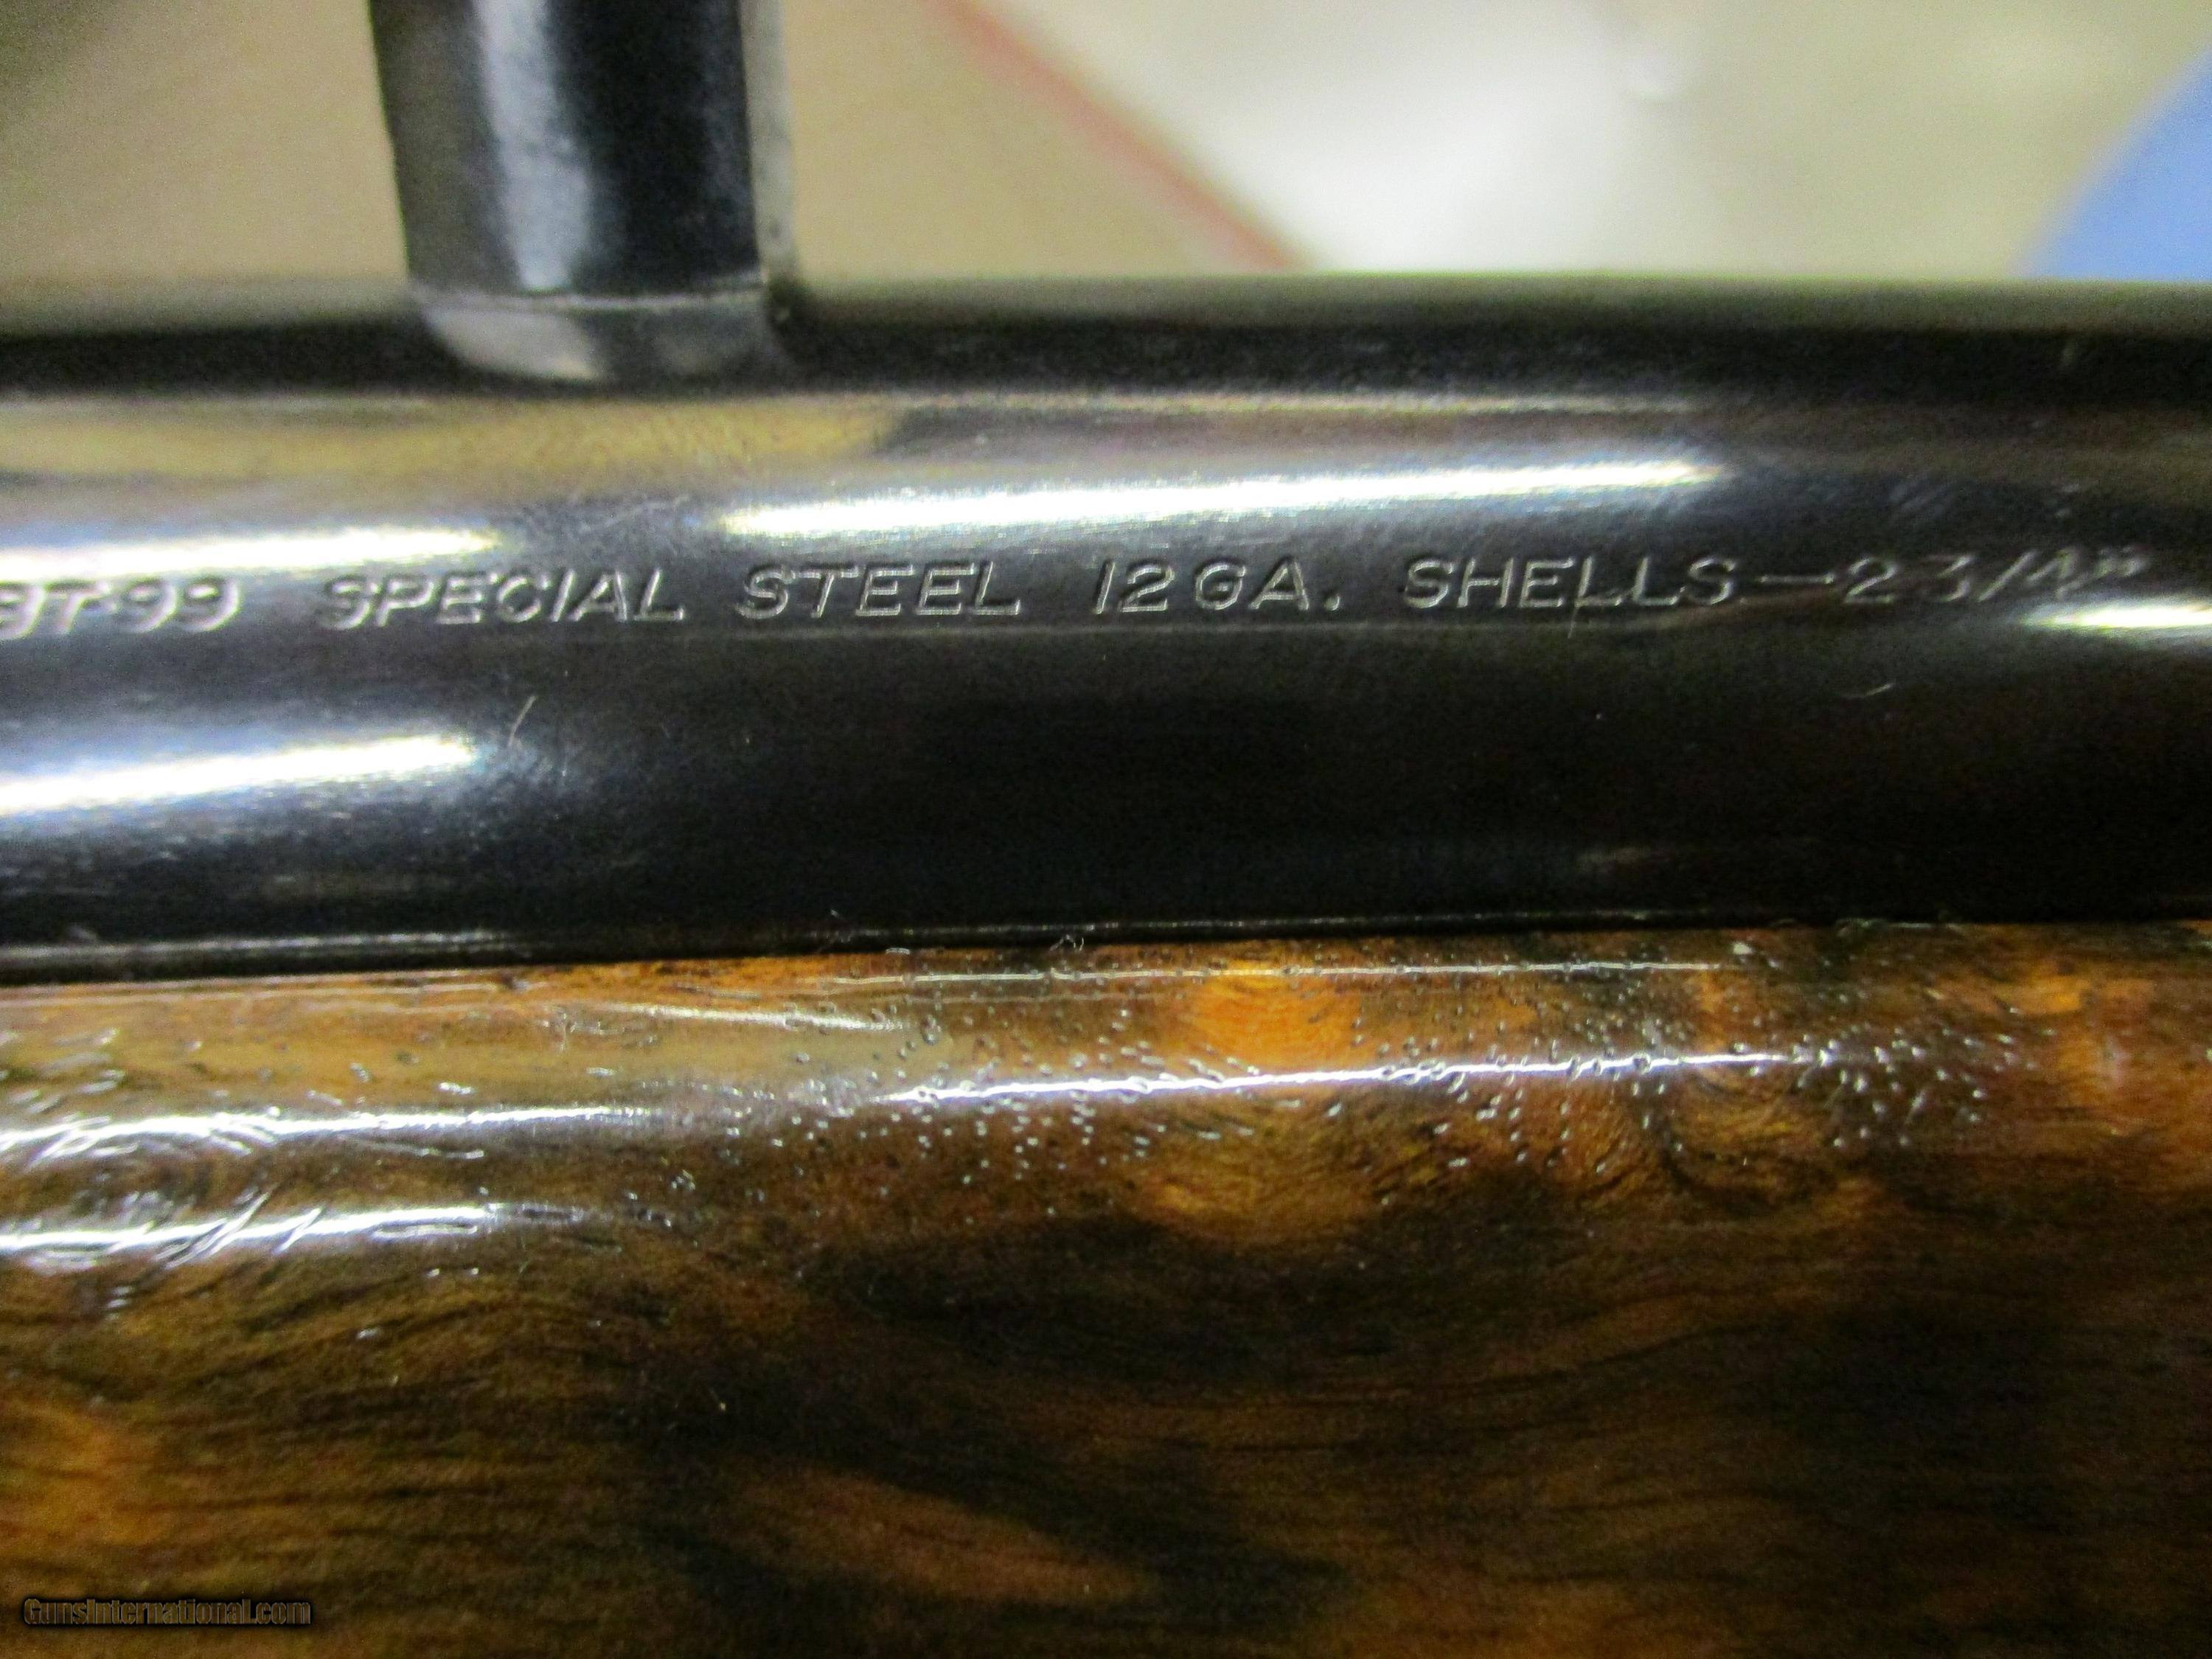 BT-99 SPECIAL STEEL 12GA. SHELLS—2 3/4"
GunsInternational.com